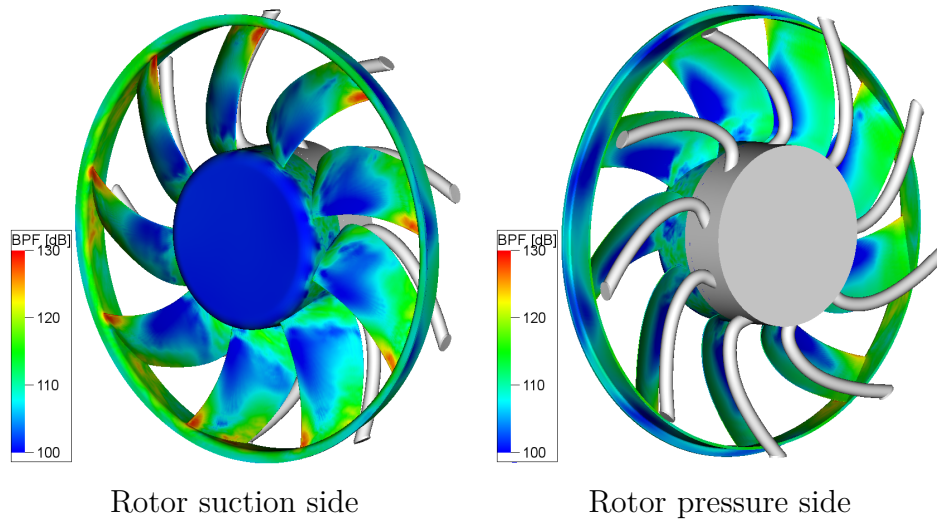 BPF [dB]
130
120
110
100
BPF [dB]
130
120
110
100
Rotor suction side
Rotor pressure side